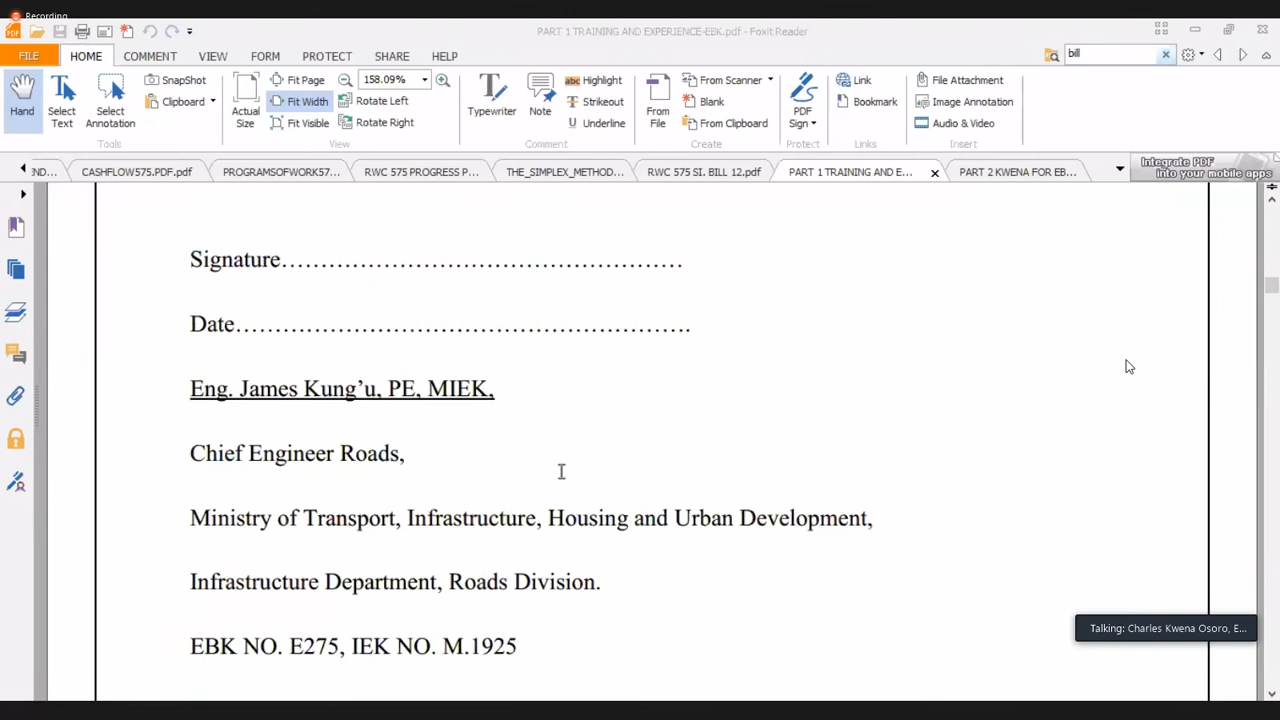 Recording
PART 1 TRAINING AND EXPERIENCE-EBK.pdf - Foxit Reader
FILE HOME COMMENT VIEW FORM PROTECT SHARE HELP bill
Hand
Select Text
Select Annotation
SnapShot
Clipboard
Tools
Actual Size
Fit Page
Fit Width
Fit Visible
158.09%
Rotate Left
Rotate Right
View
Typewriter
Note
Highlight
Strikeout
Underline
Comment
From File
From Scanner
Blank
From Clipboard
Create
PDF Sign
Protect
Link
Bookmark
Links
File Attachment
Image Annotation
Audio & Video
Insert
END... CASHFLOW575.PDF.pdf PROGRAMSOFWORK57... RWC 575 PROGRESS P... THE_SIMPLEX_METHOD... RWC 575 SI. BILL 12.pdf PART 1 TRAINING AND E... PART 2 KWENA FOR EB...
Integrate PDF
into your mobile apps
Signature……………………………………………
Date………………………………………………….
Eng. James Kung’u, PE, MIEK,
Chief Engineer Roads,
Ministry of Transport, Infrastructure, Housing and Urban Development,
Infrastructure Department, Roads Division.
Talking: Charles Kwena Osoro, E...
EBK NO. E275, IEK NO. M.1925